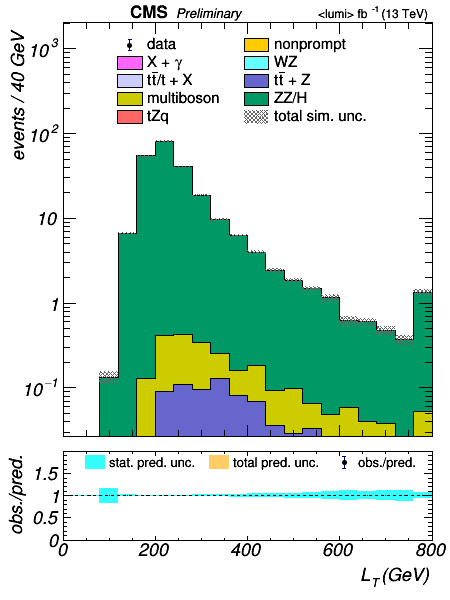 CMS Preliminary <lumi> fb⁻¹ (13 TeV)
events / 40 GeV
data
nonprompt
X + γ
WZ
tt̄/t + X
tt̄ + Z
multiboson
ZZ/H
tZq
total sim. unc.
10³
10²
10
1
10⁻¹
obs./pred.
stat. pred. unc.
total pred. unc.
obs./pred.
1.5
1
0.5
0
0 200 400 600 800
L_T (GeV)